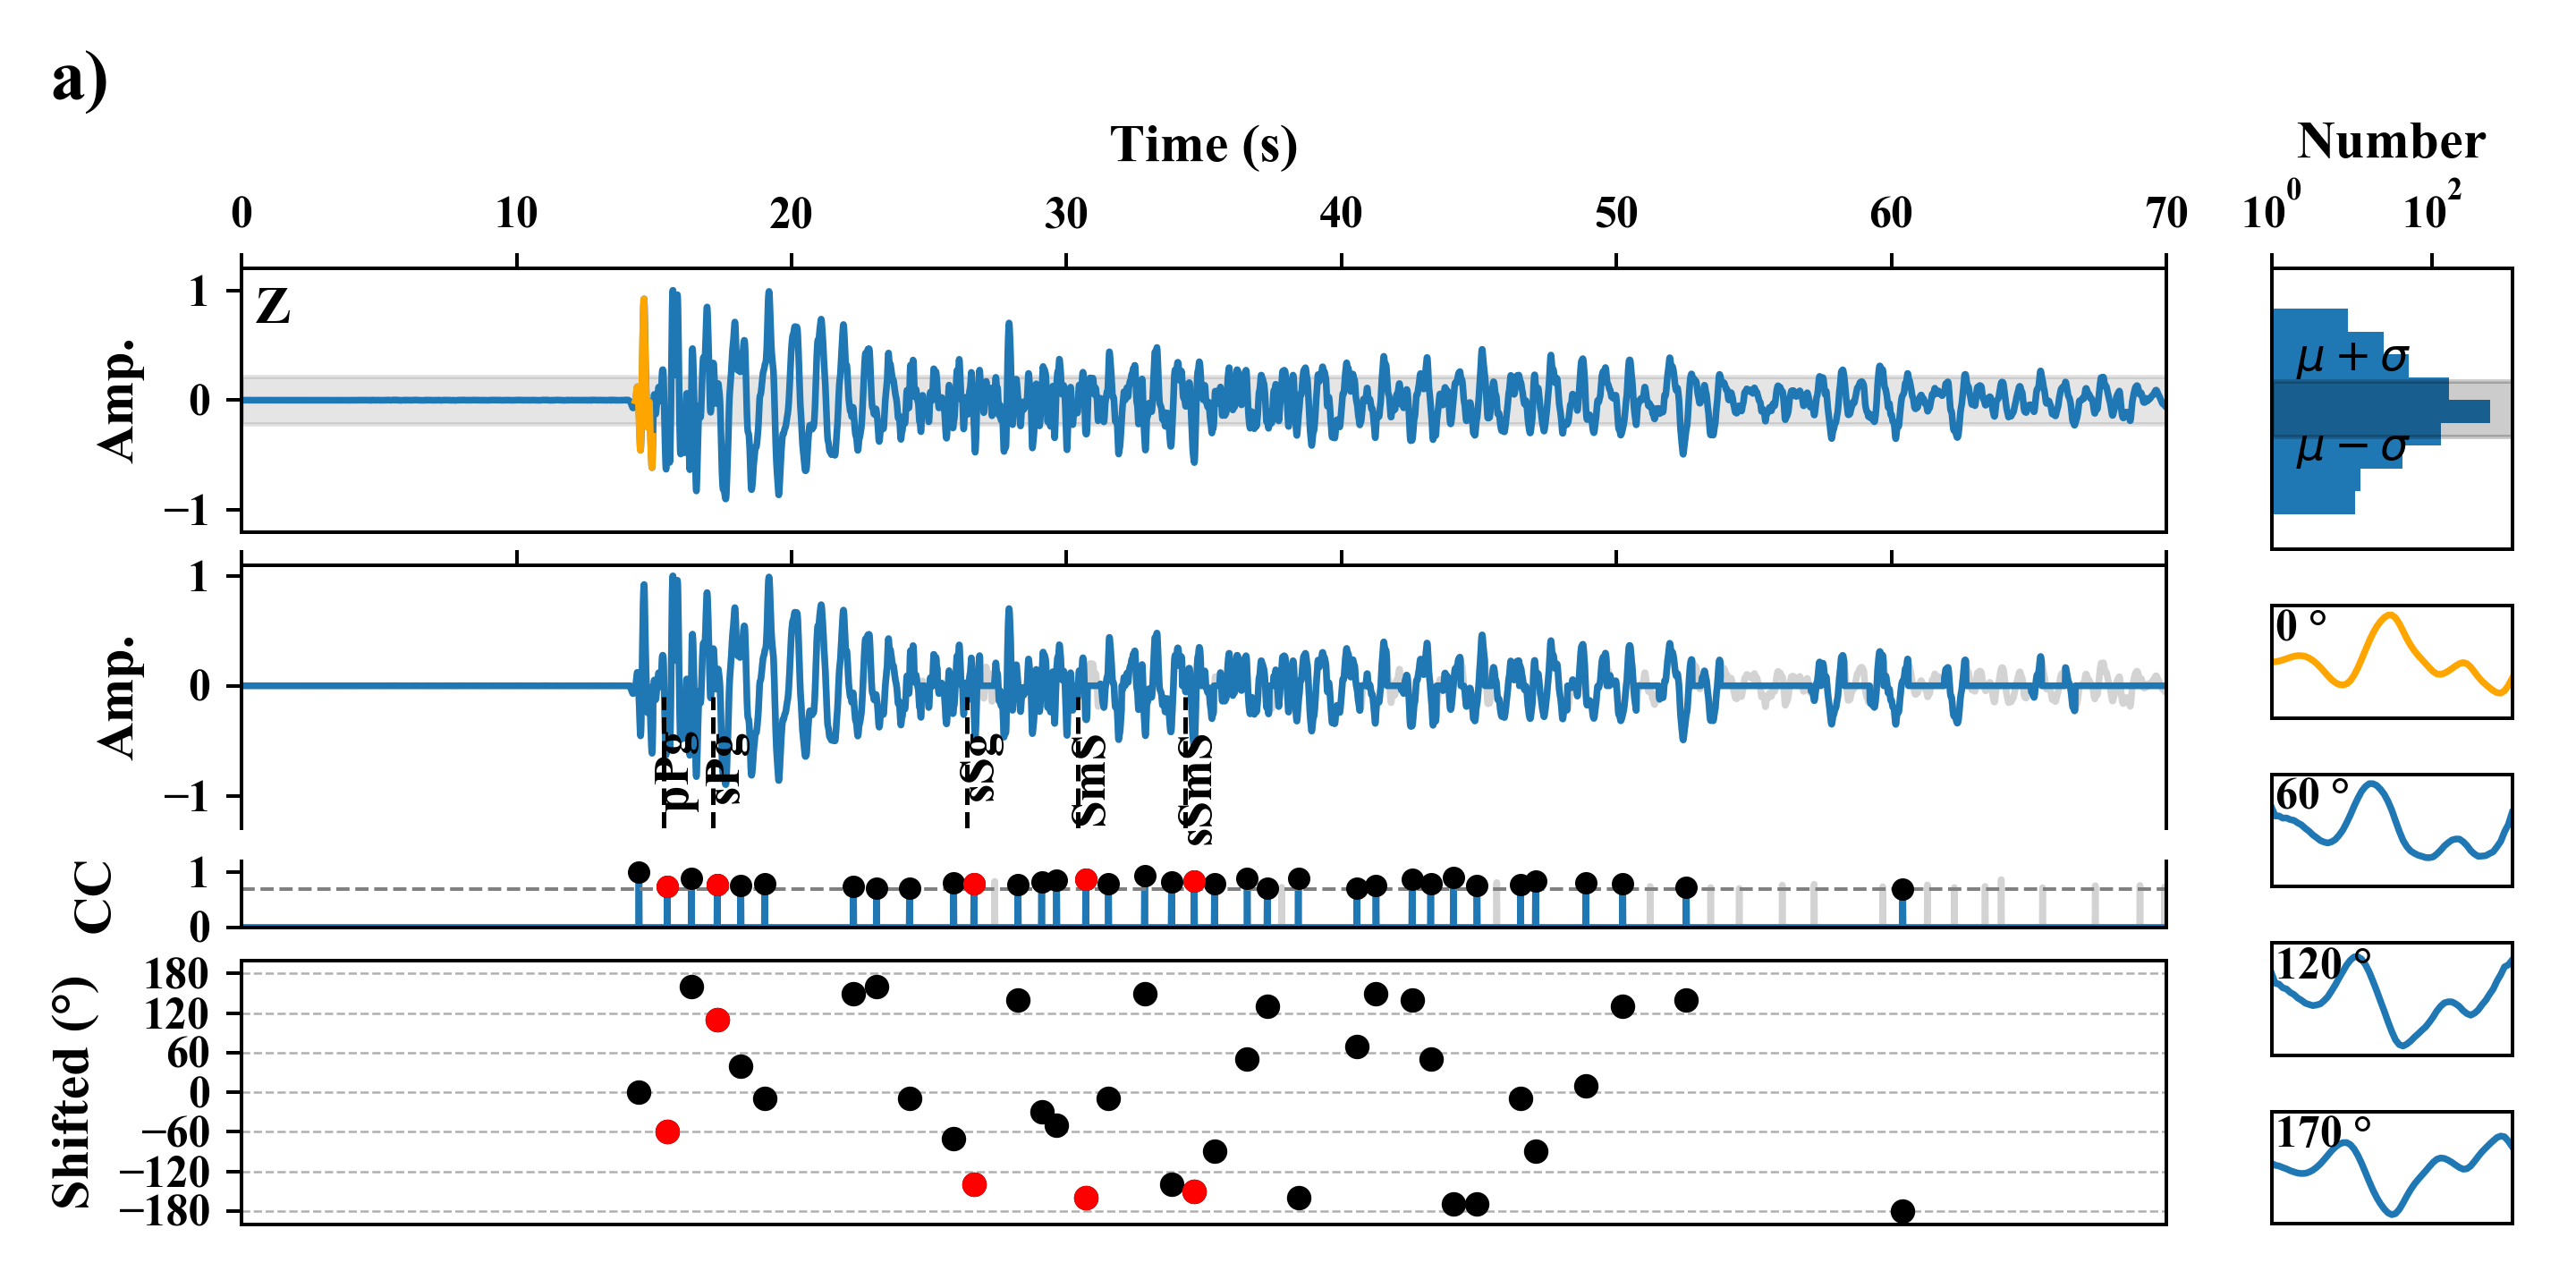 a)
Time (s)
Number
0 10 20 30 40 50 60 70
10^0 10^2
Z
Amp.
1
0
−1
μ + σ
μ − σ
Amp.
1
0
−1
pPg
sPg
sSg
SmS
sSmS
0 °
60 °
CC
1
0
120 °
Shifted (°)
180
120
60
0
−60
−120
−180
170 °